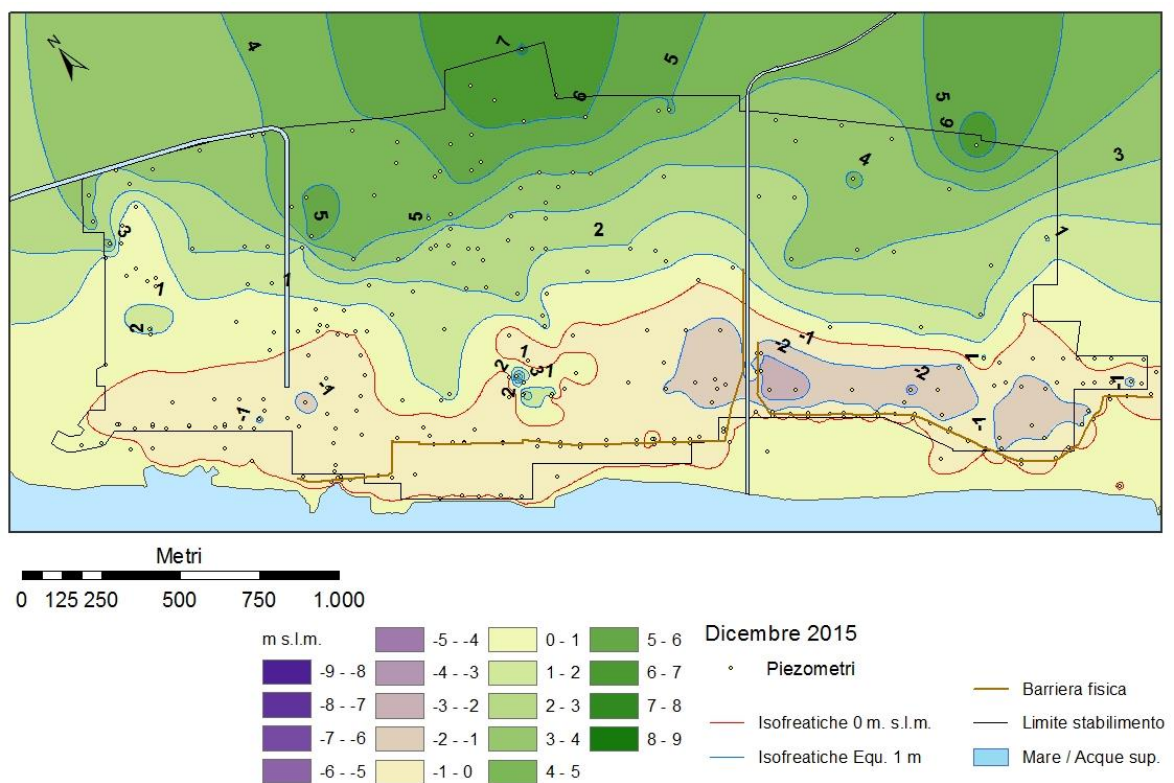 N
7
4
5
6
5
6
4
3
5
5
2
3
1
1
1
2
-1
-2
1
2
3
1
2
1
-2
-1
-1
-1
-1
-1
Metri
0 125 250 500 750 1.000
m s.l.m.
-9 - -8
-8 - -7
-7 - -6
-6 - -5
-5 - -4
-4 - -3
-3 - -2
-2 - -1
-1 - 0
0 - 1
1 - 2
2 - 3
3 - 4
4 - 5
5 - 6
6 - 7
7 - 8
8 - 9
Dicembre 2015
Piezometri
Isofreatiche 0 m. s.l.m.
Isofreatiche Equ. 1 m
Barriera fisica
Limite stabilimento
Mare / Acque sup.